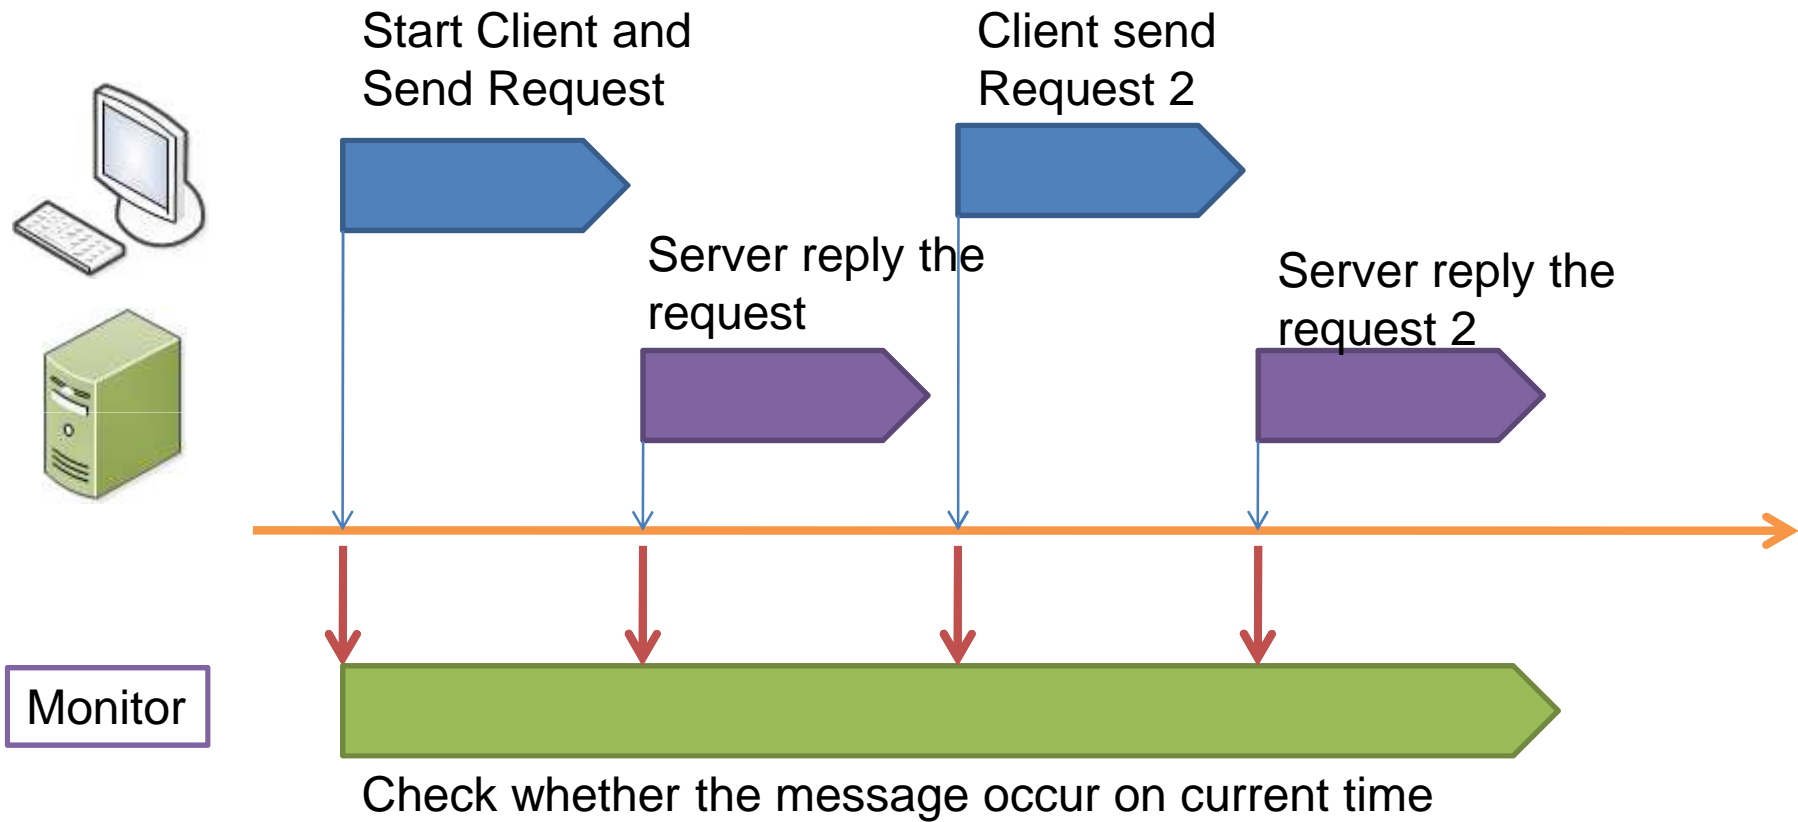 Start Client and
Send Request
Client send
Request 2
Server reply the
request
Server reply the
request 2
Monitor
Check whether the message occur on current time